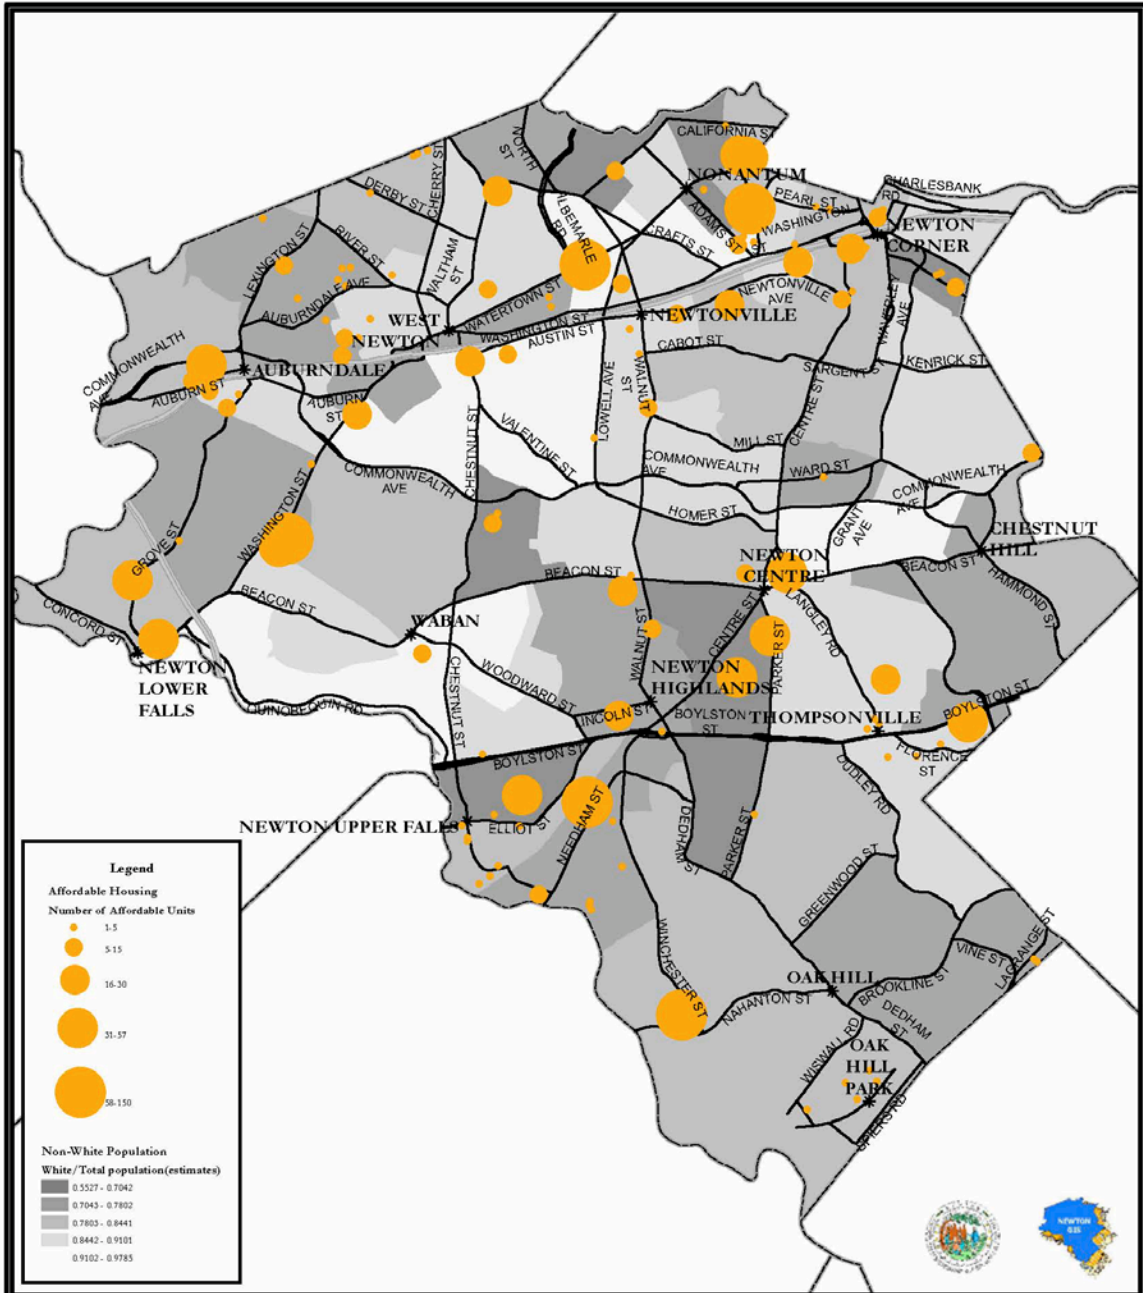 CALIFORNIA ST
NORTH
ST
CHERRY ST
NONANTUM
CHARLESBANK
RD
DERBY ST
PEARL ST
WASHINGTON
ST
ADAMS ST
NEWTON
CORNER
ALBEMARLE
RD
CRAFTS ST
LEXINGTON ST
RIVER ST
WALTHAM
ST
AUBURNDALE AVE
WATERTOWN ST
NEWTONVILLE
AVE
WAVERLEY
AVE
WEST
NEWTON
WASHINGTON ST
AUSTIN ST
NEWTONVILLE
CABOT ST
SARGENT ST
KENRICK ST
COMMONWEALTH
AVE
AUBURN ST
AUBURNDALE
AUBURN
ST
LOWELL AVE
WALNUT
ST
CENTRE ST
CHESTNUT ST
VALENTINE ST
MILL ST
COMMONWEALTH
AVE
COMMONWEALTH
AVE
WARD ST
COMMONWEALTH
AVE
WASHINGTON ST
HOMER ST
GRANT
AVE
GROVE ST
CHESTNUT
HILL
NEWTON
CENTRE
BEACON ST
BEACON ST
HAMMOND ST
BEACON ST
LANGLEY RD
CONCORD ST
WABAN
WALNUT ST
CENTRE ST
PARKER ST
NEWTON
LOWER
FALLS
CHESTNUT ST
WOODWARD ST
NEWTON
HIGHLANDS
QUINOBEQUIN RD
LINCOLN ST
BOYLSTON
ST
THOMPSONVILLE
BOYLSTON ST
FLORENCE
ST
BOYLSTON ST
DUDLEY RD
NEWTON UPPER FALLS
ELLIOT ST
NEEDHAM ST
DEDHAM ST
PARKER ST
GREENWOOD ST
WINCHESTER ST
VINE ST
LAGRANGE ST
OAK HILL
BROOKLINE ST
NAHANTON ST
DEDHAM
ST
WISWALL RD
OAK
HILL
PARK
SPIERS RD
Legend
Affordable Housing
Number of Affordable Units
1-5
5-15
16-30
31-57
58-150
Non-White Population
White/Total population(estimates)
0.5527 - 0.7042
0.7043 - 0.7802
0.7803 - 0.8441
0.8442 - 0.9101
0.9102 - 0.9785
NEWTON
GIS